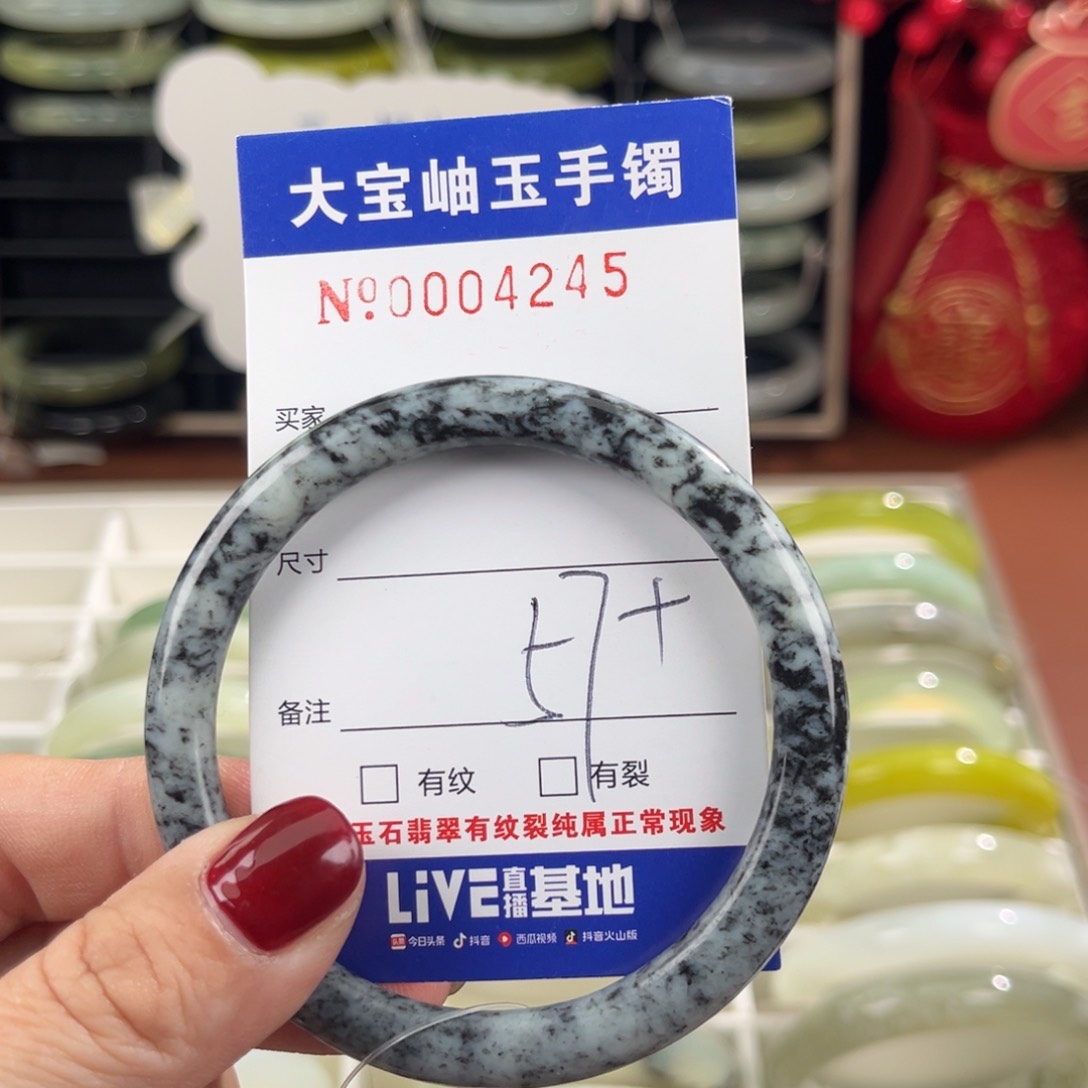 大宝岫玉手镯
№0004245
买家
尺寸
57+
备注
有纹 有裂
玉石翡翠有纹裂纯属正常现象
LiVE直播基地
头条 今日头条 抖音 西瓜视频 抖音火山版